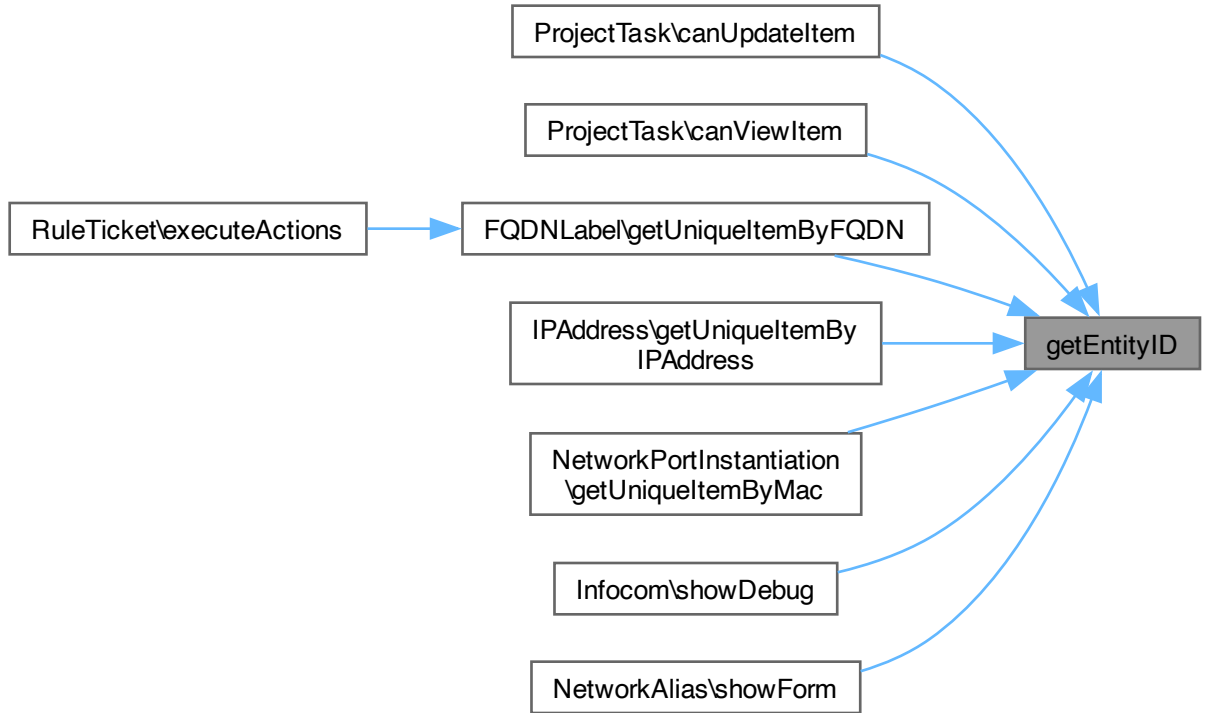 ProjectTask\canUpdateItem
ProjectTask\canViewItem
RuleTicket\executeActions
FQDNLabel\getUniqueItemByFQDN
IPAddress\getUniqueItemBy
IPAddress
getEntityID
NetworkPortInstantiation
\getUniqueItemByMac
Infocom\showDebug
NetworkAlias\showForm